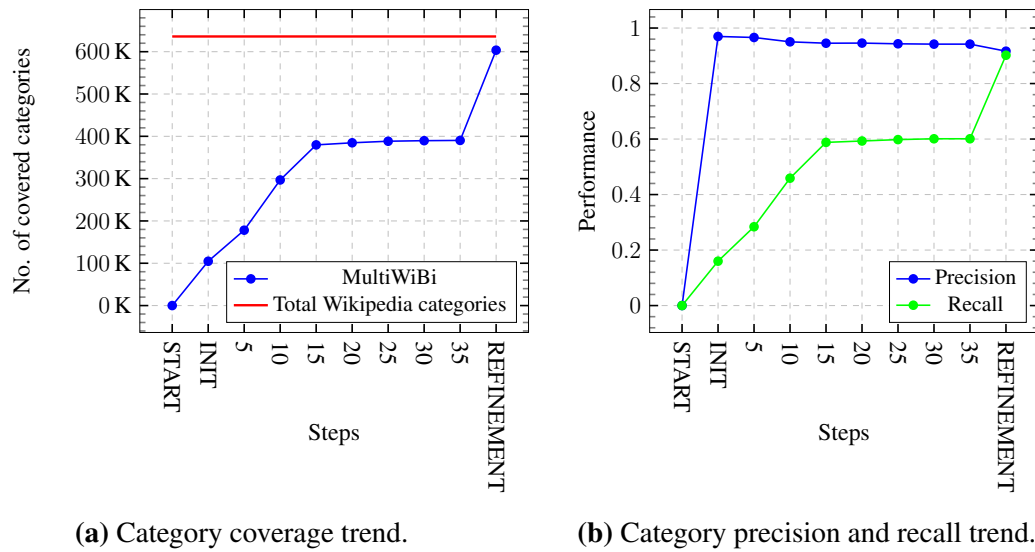 No. of covered categories
600 K
500 K
400 K
300 K
200 K
100 K
0 K
MultiWiBi
Total Wikipedia categories
START
INIT
5
10
15
20
25
30
35
REFINEMENT
Steps
(a) Category coverage trend.
Performance
1
0.8
0.6
0.4
0.2
0
Precision
Recall
START
INIT
5
10
15
20
25
30
35
REFINEMENT
Steps
(b) Category precision and recall trend.